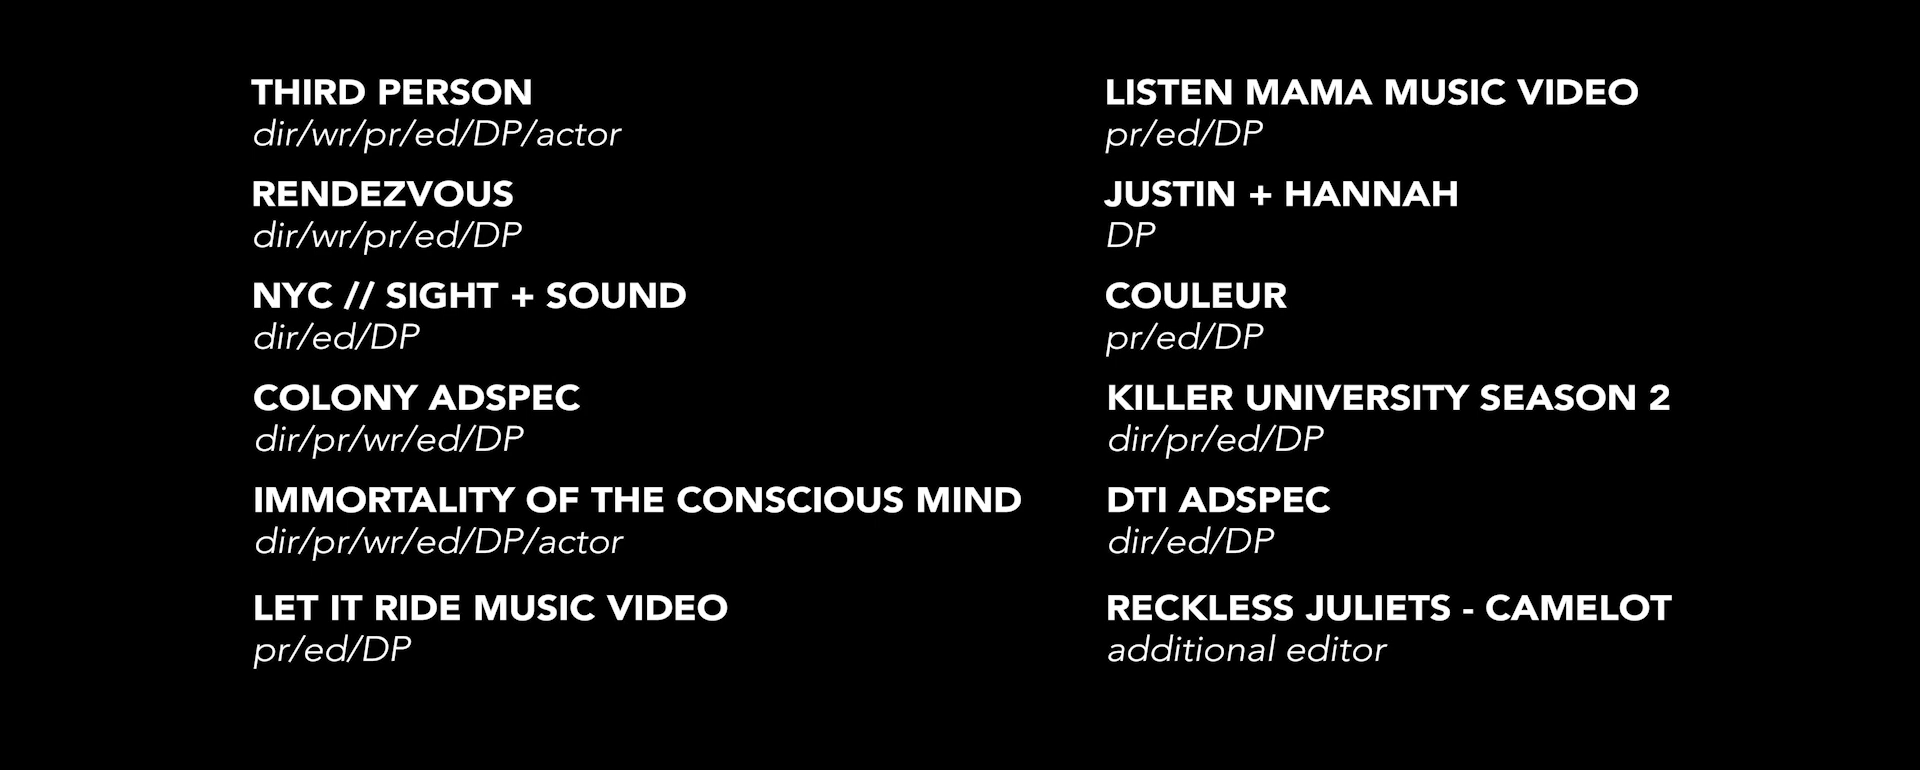 THIRD PERSON
dir/wr/pr/ed/DP/actor
RENDEZVOUS
dir/wr/pr/ed/DP
NYC // SIGHT + SOUND
dir/ed/DP
COLONY ADSPEC
dir/pr/wr/ed/DP
IMMORTALITY OF THE CONSCIOUS MIND
dir/pr/wr/ed/DP/actor
LET IT RIDE MUSIC VIDEO
pr/ed/DP
LISTEN MAMA MUSIC VIDEO
pr/ed/DP
JUSTIN + HANNAH
DP
COULEUR
pr/ed/DP
KILLER UNIVERSITY SEASON 2
dir/pr/ed/DP
DTI ADSPEC
dir/ed/DP
RECKLESS JULIETS - CAMELOT
additional editor